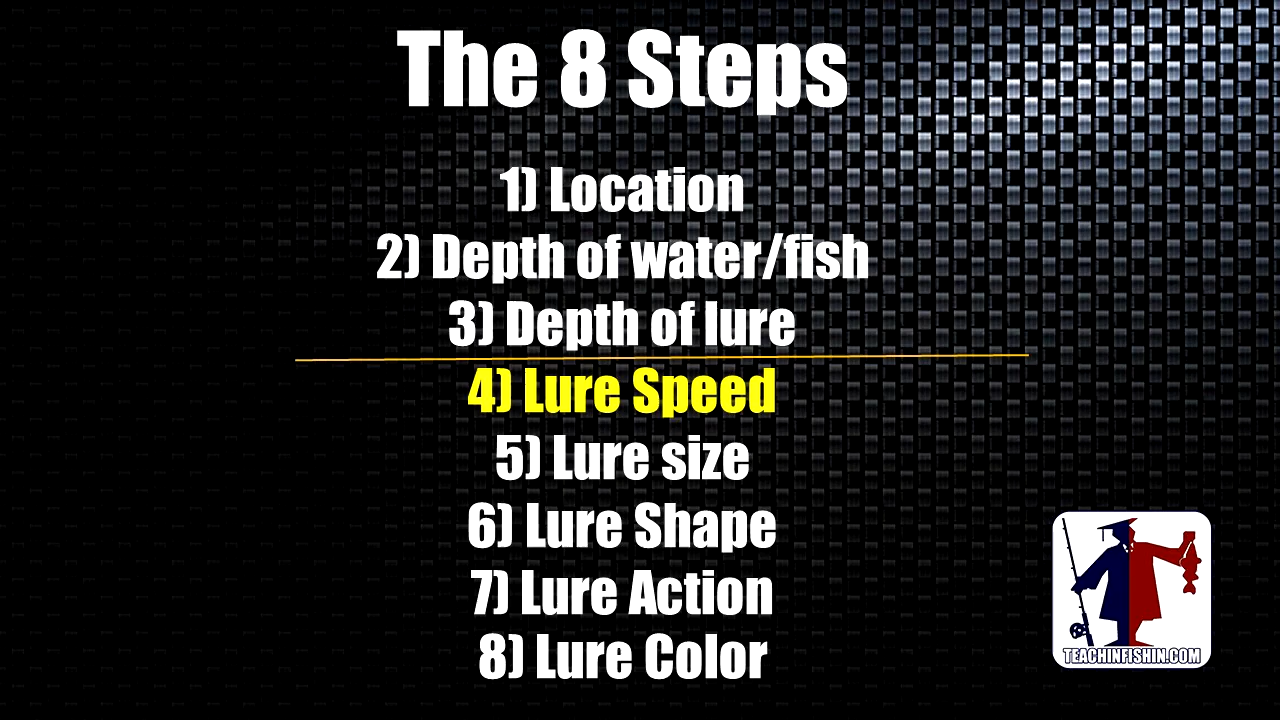 The 8 Steps
1) Location
2) Depth of water/fish
3) Depth of lure
4) Lure Speed
5) Lure size
6) Lure Shape
7) Lure Action
8) Lure Color
TEACHINFISHIN.COM